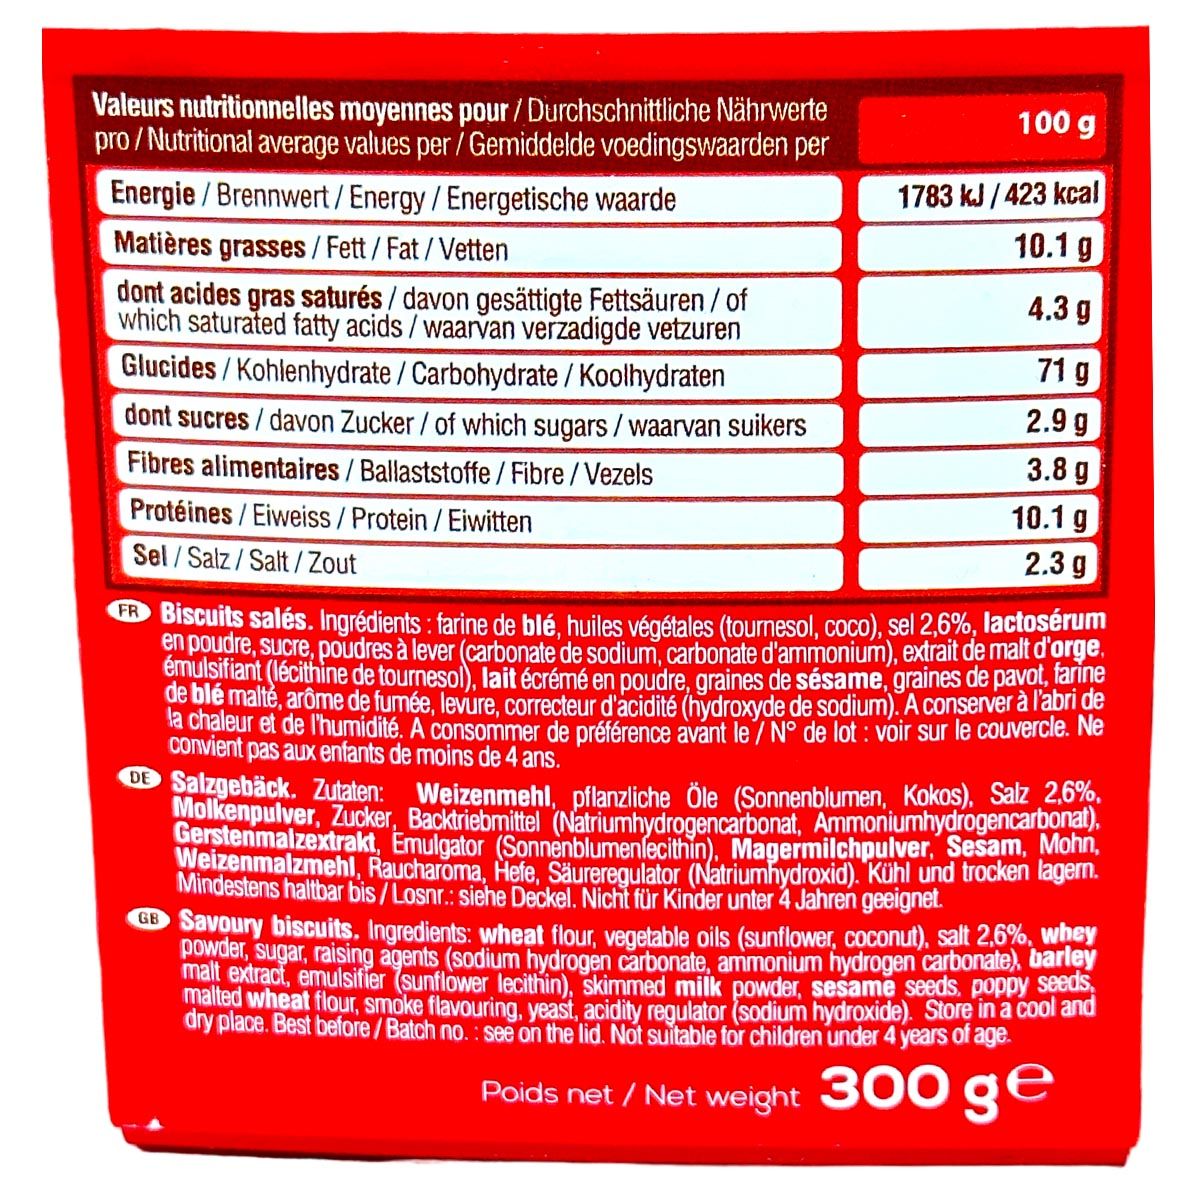 Valeurs nutritionnelles moyennes pour / Durchschnittliche Nährwerte
pro / Nutritional average values per / Gemiddelde voedingswaarden per
100 g
Energie / Brennwert / Energy / Energetische waarde 1783 kJ / 423 kcal
Matières grasses / Fett / Fat / Vetten 10.1 g
dont acides gras saturés / davon gesättigte Fettsäuren / of
which saturated fatty acids / waarvan verzadigde vetzuren
4.3 g
Glucides / Kohlenhydrate / Carbohydrate / Koolhydraten 71 g
dont sucres / davon Zucker / of which sugars / waarvan suikers 2.9 g
Fibres alimentaires / Ballaststoffe / Fibre / Vezels 3.8 g
Protéines / Eiweiss / Protein / Eiwitten 10.1 g
Sel / Salz / Salt / Zout 2.3 g
FR Biscuits salés. Ingrédients : farine de blé, huiles végétales (tournesol, coco), sel 2,6%, lactosérum
en poudre, sucre, poudres à lever (carbonate de sodium, carbonate d'ammonium), extrait de malt d'orge,
émulsifiant (lécithine de tournesol), lait écrémé en poudre, graines de sésame, graines de pavot, farine
de blé malté, arôme de fumée, levure, correcteur d'acidité (hydroxyde de sodium). A conserver à l'abri de
la chaleur et de l'humidité. A consommer de préférence avant le / N° de lot : voir sur le couvercle. Ne
convient pas aux enfants de moins de 4 ans.
DE Salzgebäck. Zutaten: Weizenmehl, pflanzliche Öle (Sonnenblumen, Kokos), Salz 2,6%,
Molkenpulver, Zucker, Backtriebmittel (Natriumhydrogencarbonat, Ammoniumhydrogencarbonat),
Gerstenmalzextrakt, Emulgator (Sonnenblumenlecithin), Magermilchpulver, Sesam, Mohn,
Weizenmalzmehl, Raucharoma, Hefe, Säureregulator (Natriumhydroxid). Kühl und trocken lagern.
Mindestens haltbar bis / Losnr.: siehe Deckel. Nicht für Kinder unter 4 Jahren geeignet.
GB Savoury biscuits. Ingredients: wheat flour, vegetable oils (sunflower, coconut), salt 2,6%, whey
powder, sugar, raising agents (sodium hydrogen carbonate, ammonium hydrogen carbonate), barley
malt extract, emulsifier (sunflower lecithin), skimmed milk powder, sesame seeds, poppy seeds,
malted wheat flour, smoke flavouring, yeast, acidity regulator (sodium hydroxide). Store in a cool and
dry place. Best before / Batch no. : see on the lid. Not suitable for children under 4 years of age.
Poids net / Net weight 300 g e